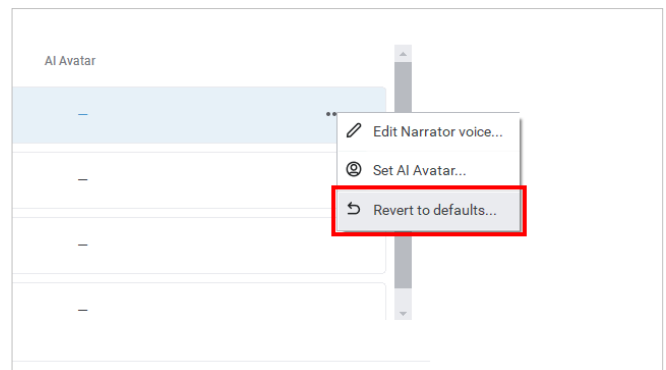 AI Avatar
–
Edit Narrator voice...
Set AI Avatar...
–
Revert to defaults...
–
–